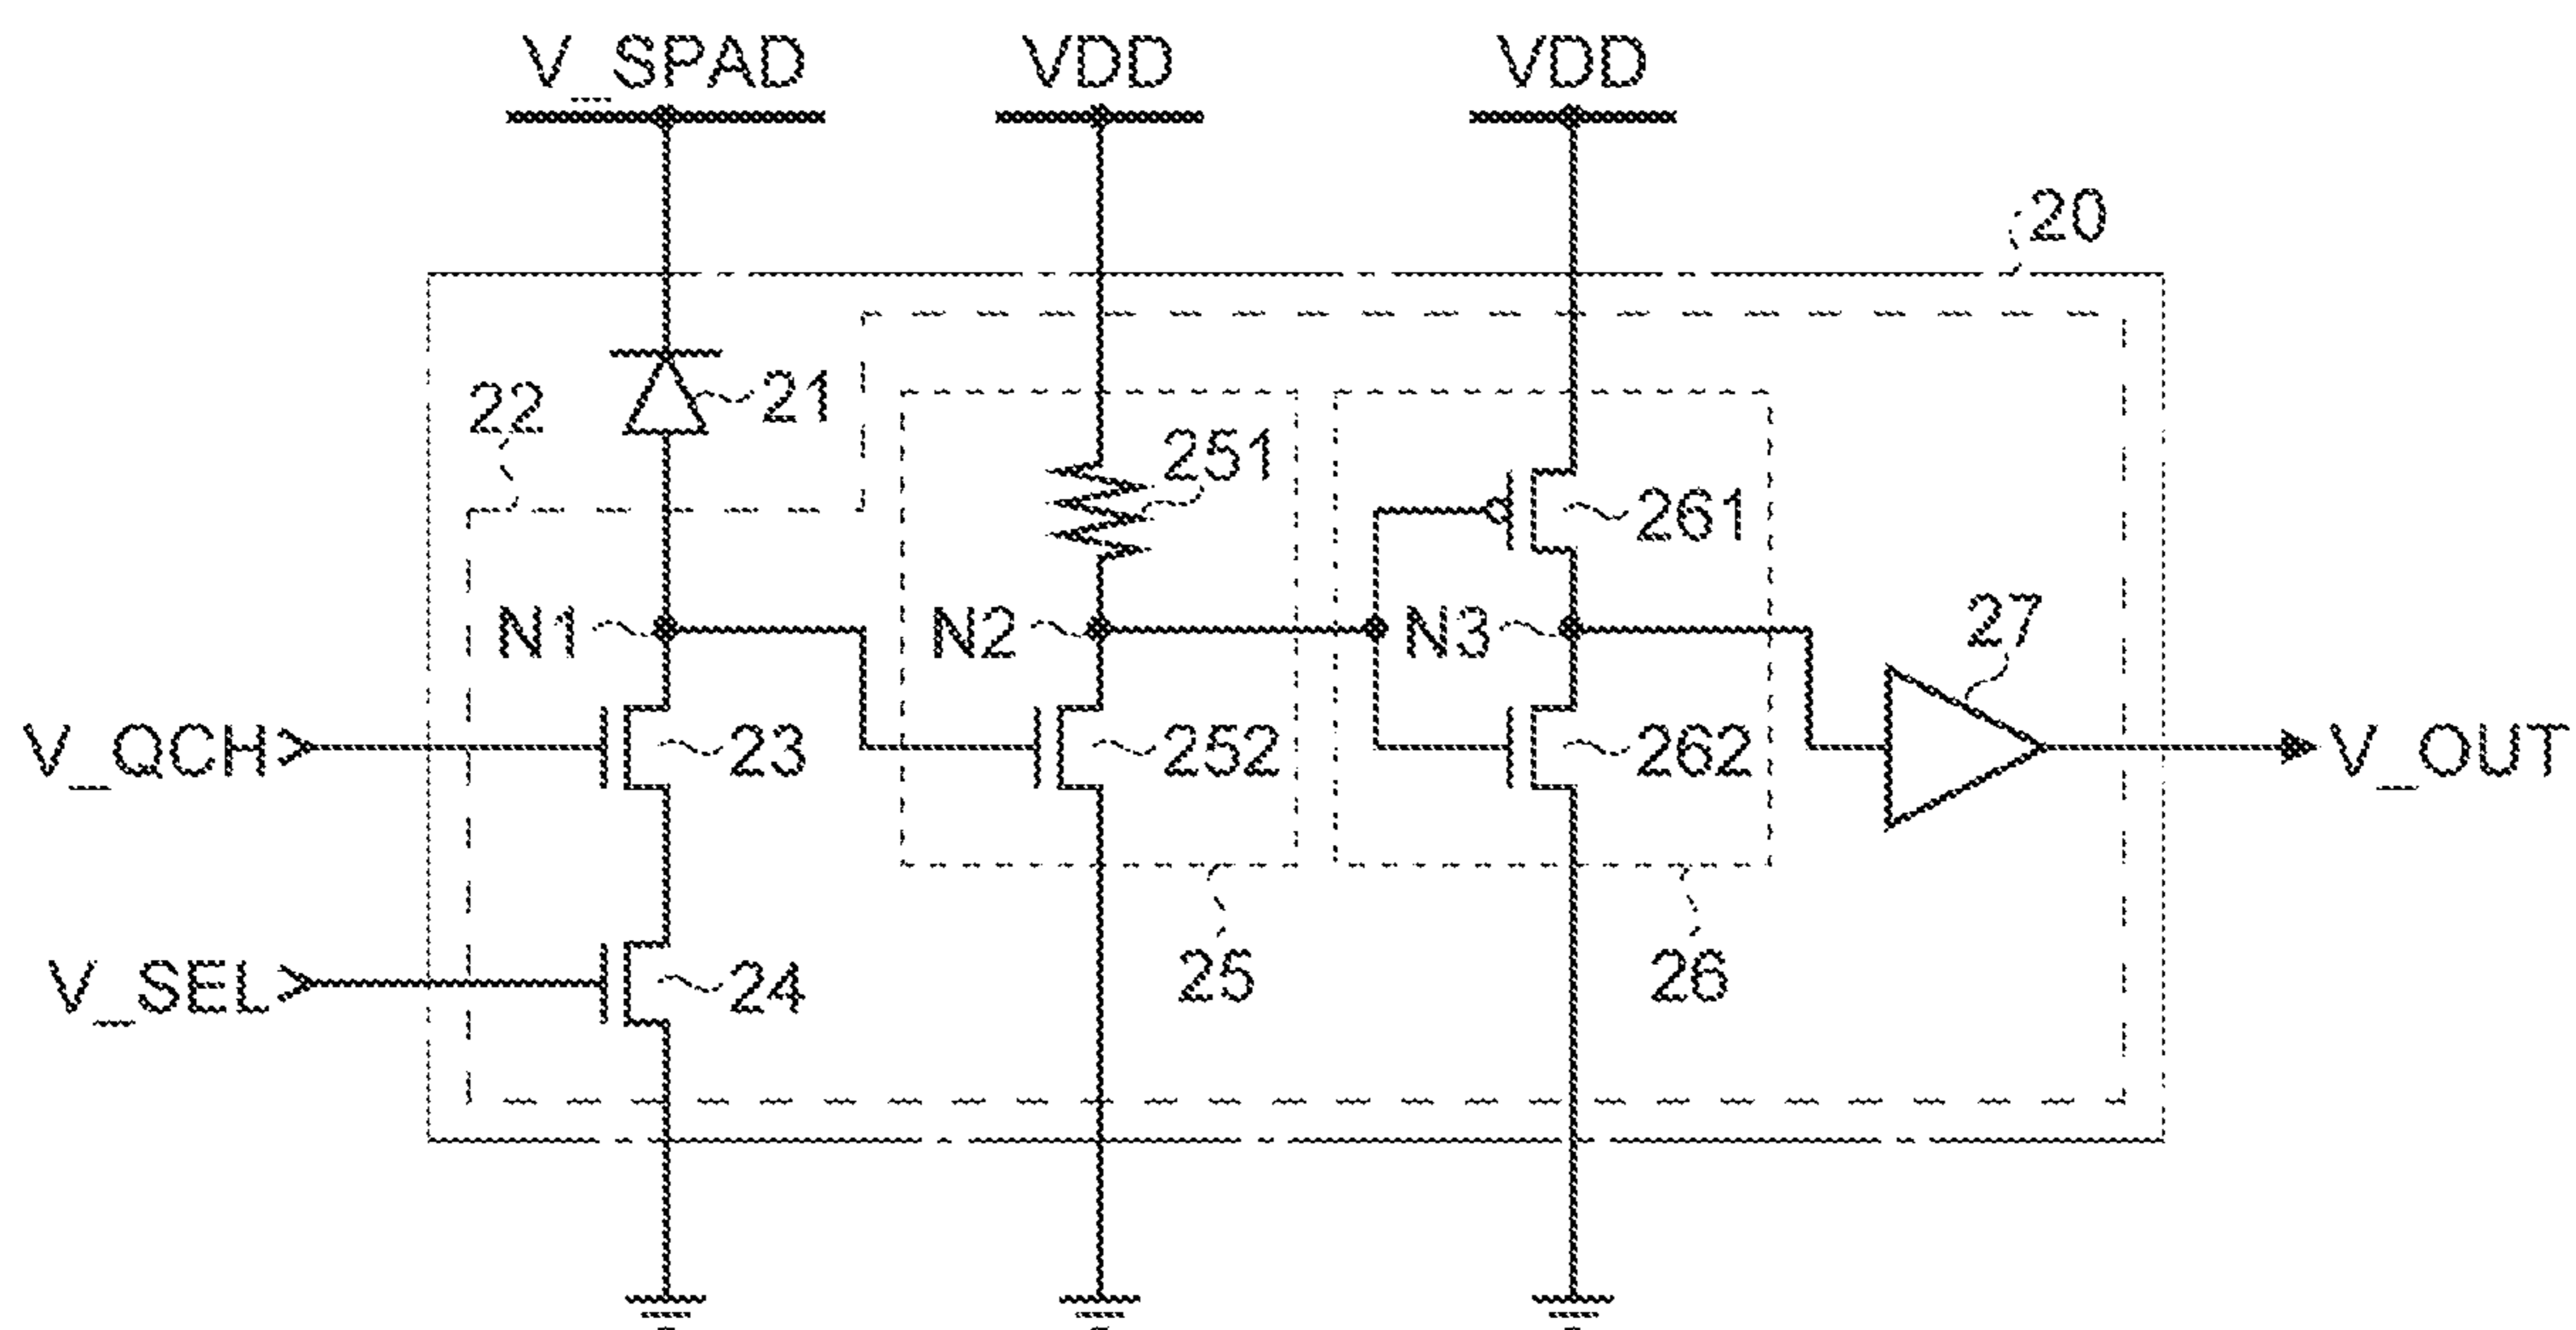 V_SPAD VDD VDD
20
22 21
251
261
N1 N2 N3
27
V_QCH 23 252 262 V_OUT
V_SEL 24 25 26